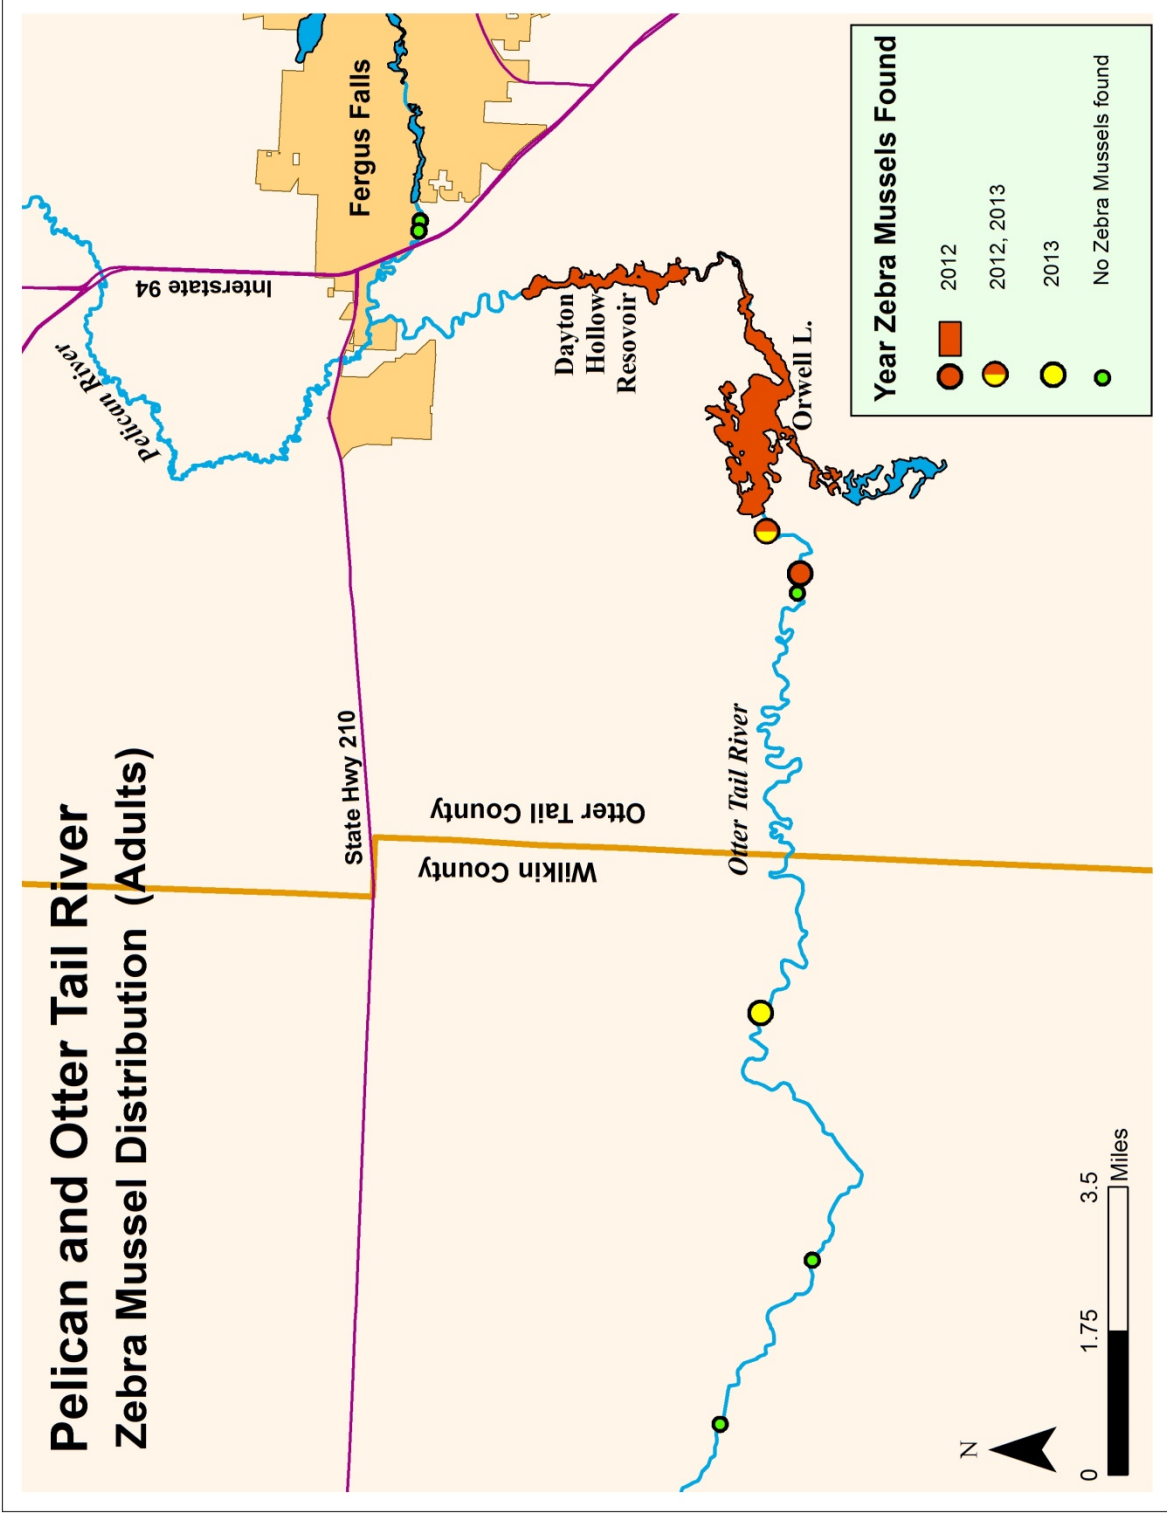 Pelican and Otter Tail River
Zebra Mussel Distribution (Adults)
Pelican River
Interstate 94
Fergus Falls
State Hwy 210
Wilkin County
Otter Tail County
Dayton
Hollow
Resovoir
Otter Tail River
Orwell L.
Year Zebra Mussels Found
2012
2012, 2013
2013
No Zebra Mussels found
N
0 1.75 3.5
Miles